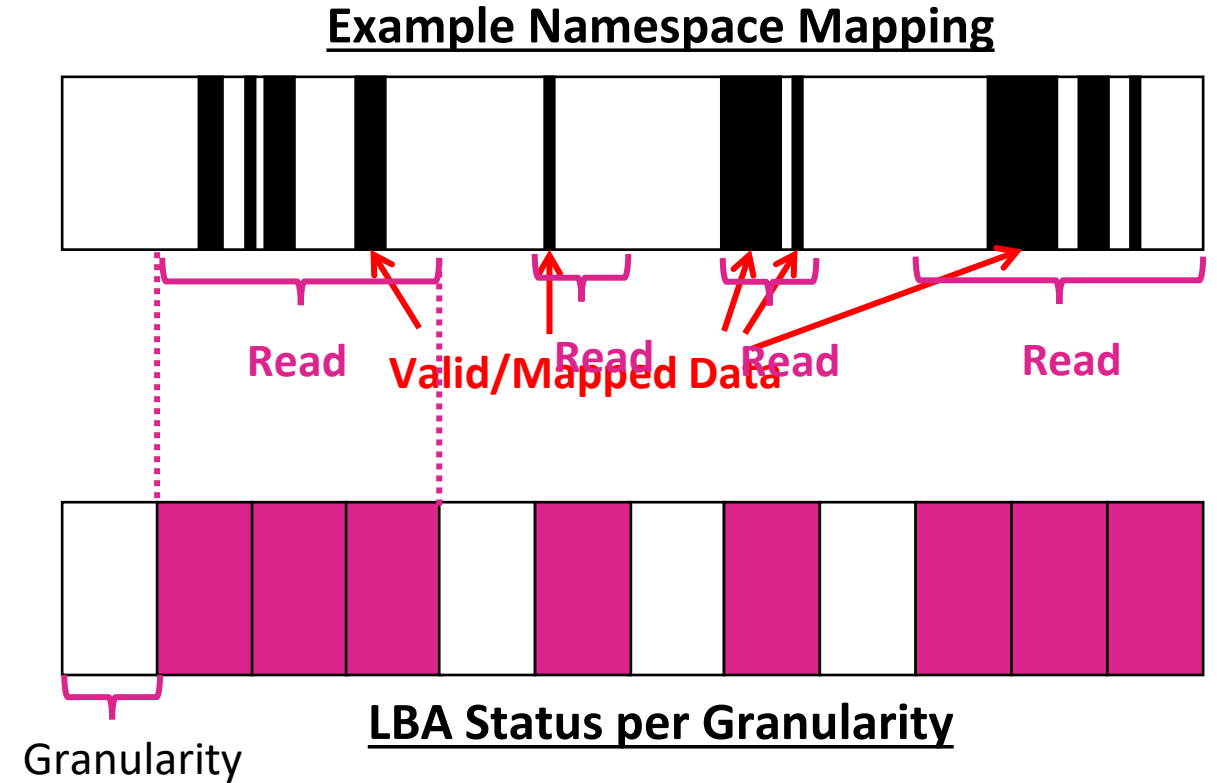 Example Namespace Mapping
Read
Valid/Mapped Data
Read
Read
Read
LBA Status per Granularity
Granularity